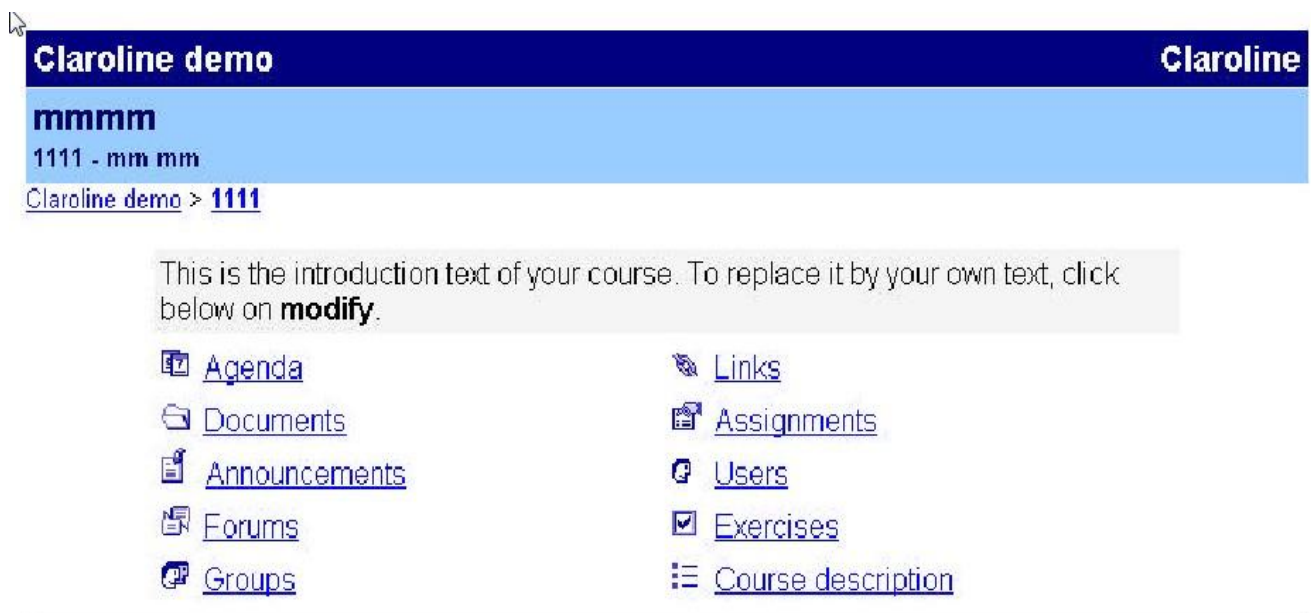 Claroline demo Claroline
mmmm
1111 - mm mm
Claroline demo > 1111
This is the introduction text of your course. To replace it by your own text, click
below on modify.
Agenda Links
Documents Assignments
Announcements Users
Forums Exercises
Groups Course description